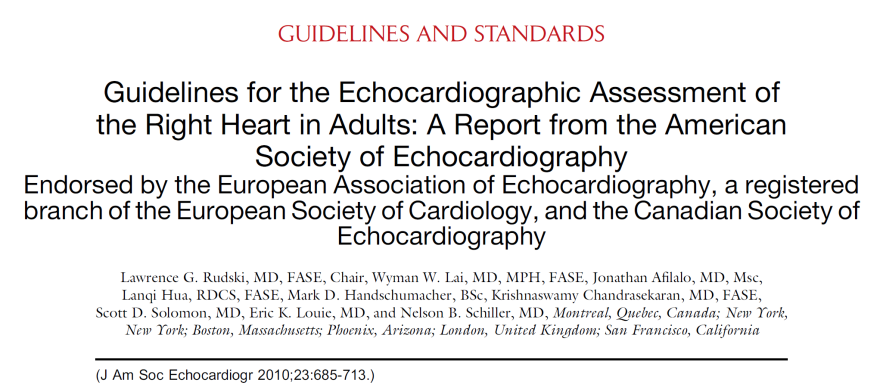 GUIDELINES AND STANDARDS
Guidelines for the Echocardiographic Assessment of
the Right Heart in Adults: A Report from the American
Society of Echocardiography
Endorsed by the European Association of Echocardiography, a registered
branch of the European Society of Cardiology, and the Canadian Society of
Echocardiography
Lawrence G. Rudski, MD, FASE, Chair, Wyman W. Lai, MD, MPH, FASE, Jonathan Afilalo, MD, Msc,
Lanqi Hua, RDCS, FASE, Mark D. Handschumacher, BSc, Krishnaswamy Chandrasekaran, MD, FASE,
Scott D. Solomon, MD, Eric K. Louie, MD, and Nelson B. Schiller, MD, Montreal, Quebec, Canada; New York,
New York; Boston, Massachusetts; Phoenix, Arizona; London, United Kingdom; San Francisco, California
(J Am Soc Echocardiogr 2010;23:685-713.)